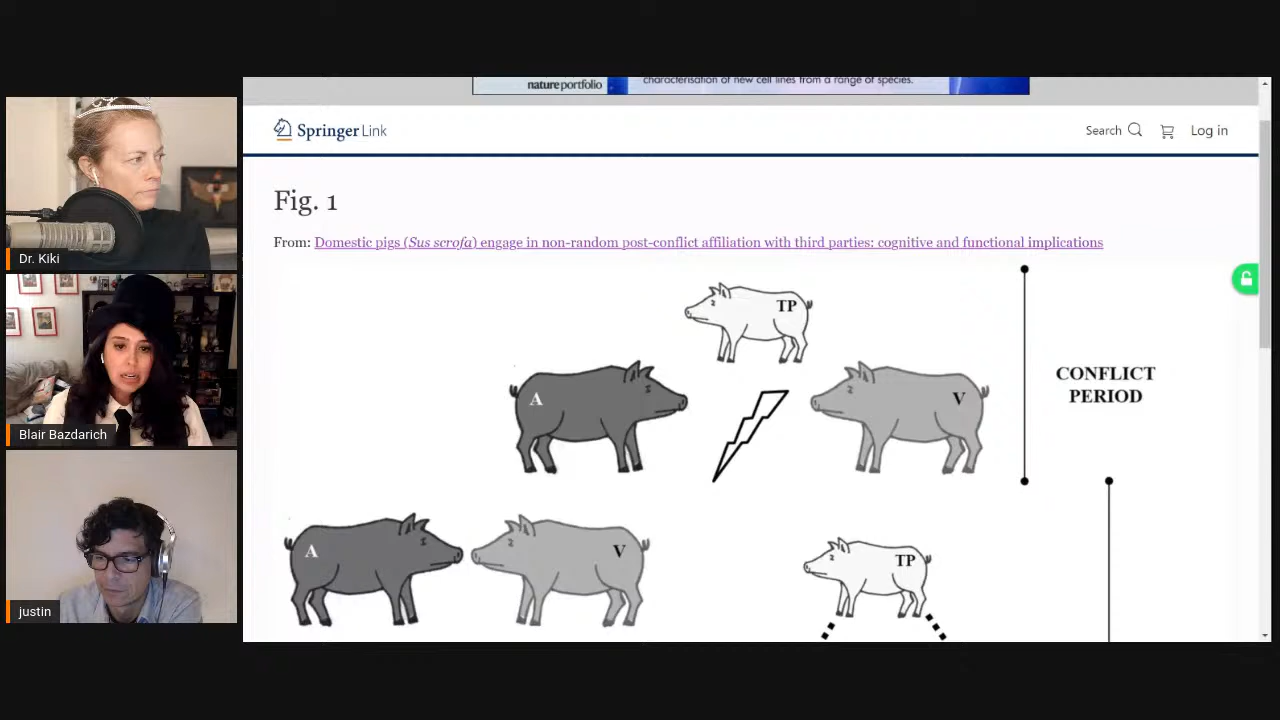 nature portfolio
characterisation of new cell lines from a range of species.
Springer Link
Search
Log in
Fig. 1
From: Domestic pigs (Sus scrofa) engage in non-random post-conflict affiliation with third parties: cognitive and functional implications
TP
A
V
CONFLICT
PERIOD
A
V
TP
Dr. Kiki
Blair Bazdarich
justin